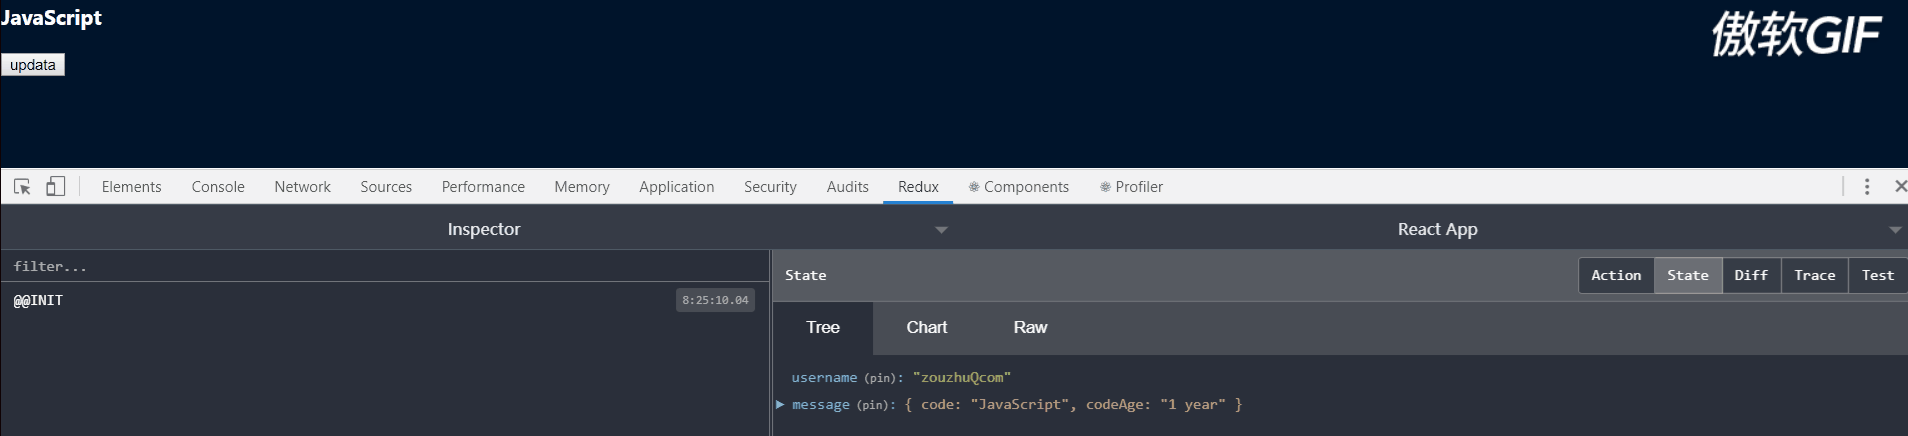 JavaScript
傲软GIF
updata
Elements Console Network Sources Performance Memory Application Security Audits Redux Components Profiler
Inspector React App
filter...
State Action State Diff Trace Test
@@INIT 8:25:10.04
Tree Chart Raw
username (pin): "zouzhuQcom"
message (pin): { code: "JavaScript", codeAge: "1 year" }